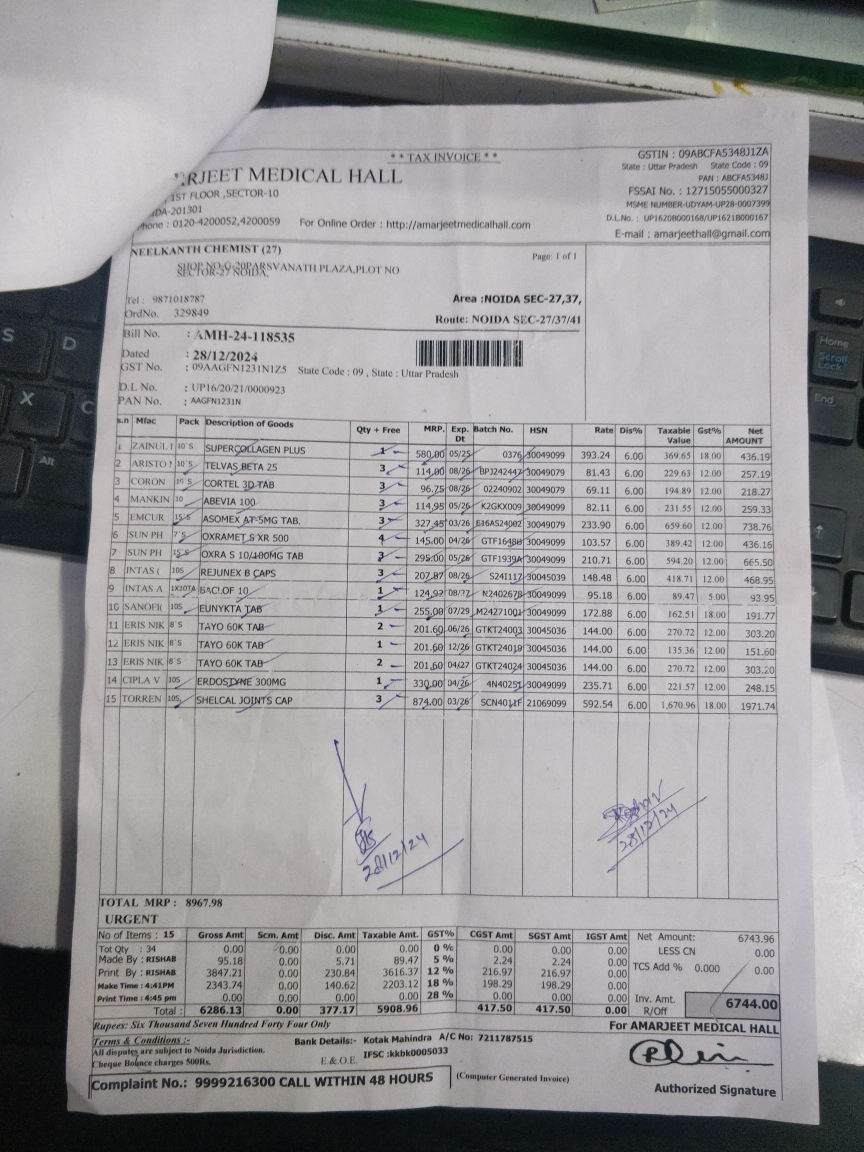 ** TAX INVOICE **
RJEET MEDICAL HALL
1ST FLOOR ,SECTOR-10
DA-201301
Phone : 0120-4200052,4200059 For Online Order : http://amarjeetmedicalhall.com
GSTIN : 09ABCFA5348J1ZA
State : Uttar Pradesh State Code : 09
PAN : ABCFA5348J
FSSAI No. : 12715055000327
MSME NUMBER-UDYAM-UP28-0007399
D.L.No. : UP1620B000168/UP1621B000167
E-mail : amarjeethall@gmail.com
NEELKANTH CHEMIST (27)
Page: 1 of 1
SHOP NO-G-20PARSVANATH PLAZA,PLOT NO
SECTOR-27 NOIDA,
Tel : 9871018787 Area :NOIDA SEC-27,37,
OrdNo. 329849 Route: NOIDA SEC-27/37/41
Bill No. : AMH-24-118535
Dated : 28/12/2024
GST No. : 09AAGFN1231N1Z5 State Code : 09 , State : Uttar Pradesh
D.L No. : UP16/20/21/0000923
PAN No. : AAGFN1231N
s.n Mfac Pack Description of Goods Qty + Free MRP. Exp. Dt Batch No. HSN Rate Dis% Taxable Value Gst% Net AMOUNT
1 ZAINUL I 10`S SUPERCOLLAGEN PLUS 1 580.00 05/25 0376 30049099 393.24 6.00 369.65 18.00 436.19
2 ARISTO 10`S TELVAS BETA 25 3 114.00 08/26 BPJ242447 30049079 81.43 6.00 229.63 12.00 257.19
3 CORON CORTEL 3D TAB 3 96.75 08/26 02240902 30049079 69.11 6.00 194.89 12.00 218.27
4 MANKIN 10 ABEVIA 100 3 114.95 08/26 K2GKX009 30049099 82.11 6.00 231.55 12.00 259.33
5 EMCUR 15`S ASOMEX AT-5MG TAB. 3 327.45 03/26 E16AS24002 30049079 233.90 6.00 659.60 12.00 738.76
6 SUN PH 7`S OXRAMET S XR 500 4 145.00 04/26 GTF1648B 30049099 103.57 6.00 389.42 12.00 436.16
7 SUN PH 15`S OXRA S 10/100MG TAB 3 295.00 05/26 GTF1939A 30049099 210.71 6.00 594.20 12.00 665.50
8 INTAS ( 10S REJUNEX B CAPS 3 207.87 08/26 S241117 30045039 148.48 6.00 418.71 12.00 468.95
9 INTAS A 1X10TA BACLOF 10 1 124.92 08/27 N2402678 30049099 95.18 6.00 89.47 5.00 93.95
10 SANOFI( 10S EUNYKTA TAB 1 255.00 07/29 M24271001 30049099 172.88 6.00 162.51 18.00 191.77
11 ERIS NIK 8`S TAYO 60K TAB 2 201.60 06/26 GTKT24003 30045036 144.00 6.00 270.72 12.00 303.20
12 ERIS NIK 8`S TAYO 60K TAB 1 201.60 12/26 GTKT24019 30045036 144.00 6.00 135.36 12.00 151.60
13 ERIS NIK 8`S TAYO 60K TAB 2 201.60 04/27 GTKT24024 30045036 144.00 6.00 270.72 12.00 303.20
14 CIPLA V 10S ERDOSTYNE 300MG 1 330.00 04/26 4N40251 30049099 235.71 6.00 221.57 12.00 248.15
15 TORREN 10S. SHELCAL JOINTS CAP 3 874.00 03/26 SCN4011F 21069099 592.54 6.00 1,670.96 18.00 1971.74
28/12/24
28/12/24
TOTAL MRP : 8967.98
URGENT
No of Items : 15 Gross Amt Scm. Amt Disc. Amt Taxable Amt. GST% CGST Amt SGST Amt IGST Amt Net Amount: 6743.96
Tot Qty : 34 0.00 0.00 0.00 0.00 0 % 0.00 0.00 0.00 LESS CN 0.00
Made By : RISHAB 95.18 0.00 5.71 89.47 5 % 2.24 2.24 0.00 TCS Add % 0.000 0.00
Print By : RISHAB 3847.21 0.00 230.84 3616.37 12 % 216.97 216.97 0.00
Make Time : 4:41PM 2343.74 0.00 140.62 2203.12 18 % 198.29 198.29 0.00
Print Time : 4:45 pm 0.00 0.00 0.00 0.00 28 % 0.00 0.00 0.00 Inv. Amt. 6744.00
Total : 6286.13 0.00 377.17 5908.96 417.50 417.50 0.00 R/Off
Rupees: Six Thousand Seven Hundred Forty Four Only
For AMARJEET MEDICAL HALL
Terms & Conditions :-
Bank Details:- Kotak Mahindra A/C No: 7211787515
All disputes are subject to Noida Jurisdiction.
E & O.E. IFSC :kkbk0005033
Cheque Bounce charges 500Rs.
Complaint No.: 9999216300 CALL WITHIN 48 HOURS
(Computer Generated Invoice)
Authorized Signature
S
D
X
C
Alt
Home
Scroll Lock
End